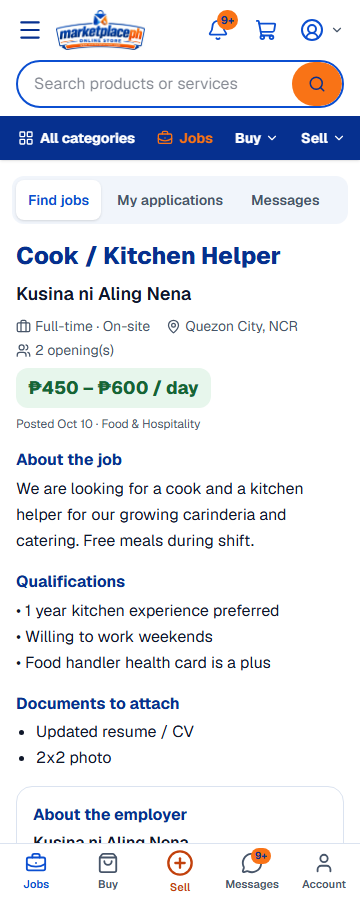 marketplaceph
ONLINE STORE
9+
Search products or services
All categories
Jobs
Buy
Sell
Find jobs
My applications
Messages
Cook / Kitchen Helper
Kusina ni Aling Nena
Full-time · On-site
Quezon City, NCR
2 opening(s)
₱450 – ₱600 / day
Posted Oct 10 · Food & Hospitality
About the job
We are looking for a cook and a kitchen
helper for our growing carinderia and
catering. Free meals during shift.
Qualifications
• 1 year kitchen experience preferred
• Willing to work weekends
• Food handler health card is a plus
Documents to attach
• Updated resume / CV
• 2x2 photo
About the employer
Kusina ni Aling Nena
9+
Jobs
Buy
Sell
Messages
Account